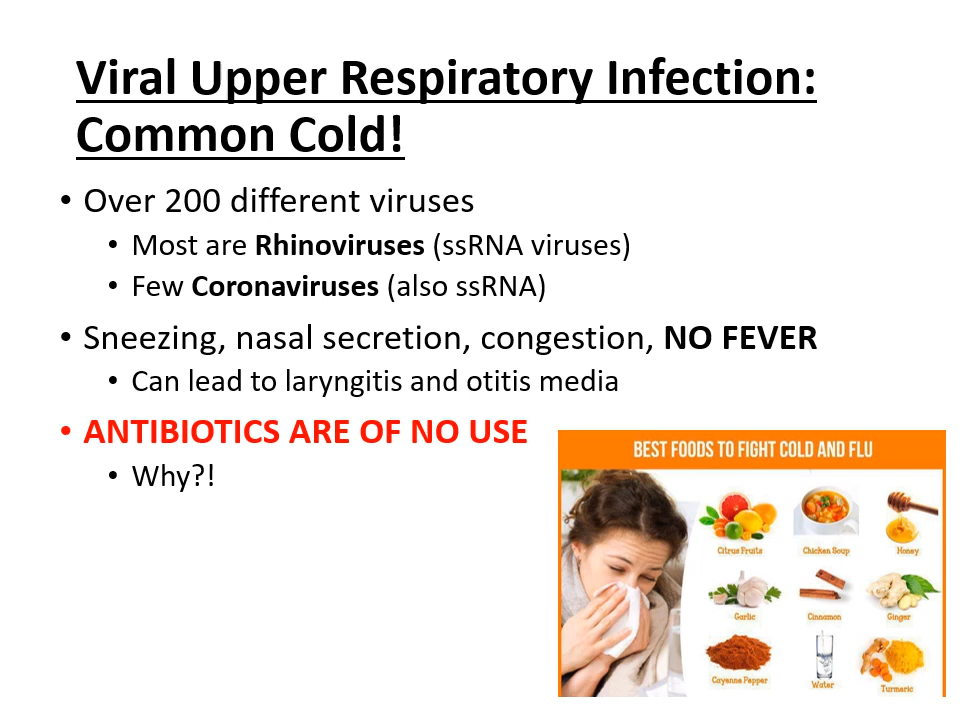 Viral Upper Respiratory Infection:
Common Cold!
• Over 200 different viruses
• Most are Rhinoviruses (ssRNA viruses)
• Few Coronaviruses (also ssRNA)
• Sneezing, nasal secretion, congestion, NO FEVER
• Can lead to laryngitis and otitis media
• ANTIBIOTICS ARE OF NO USE
• Why?!
BEST FOODS TO FIGHT COLD AND FLU
Citrus Fruits
Chicken Soup
Honey
Garlic
Cinnamon
Ginger
Cayenne Pepper
Water
Turmeric